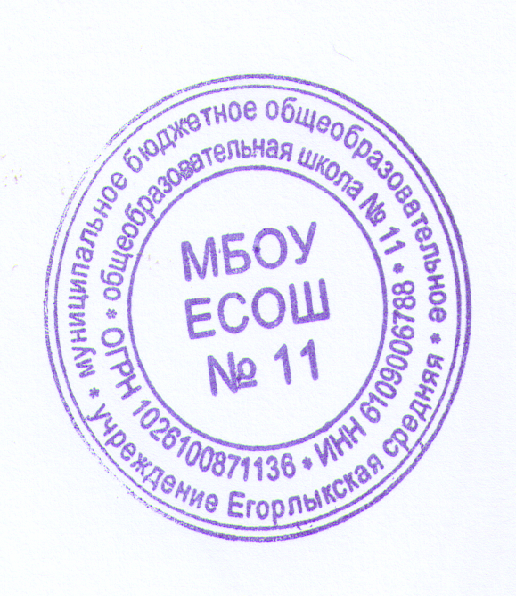 * муниципальное бюджетное общеобразовательное * учреждение Егорлыкская средняя
* общеобразовательная школа № 11 * ИНН 6109006788 * ОГРН 1026100871136
МБОУ
ЕСОШ
№ 11